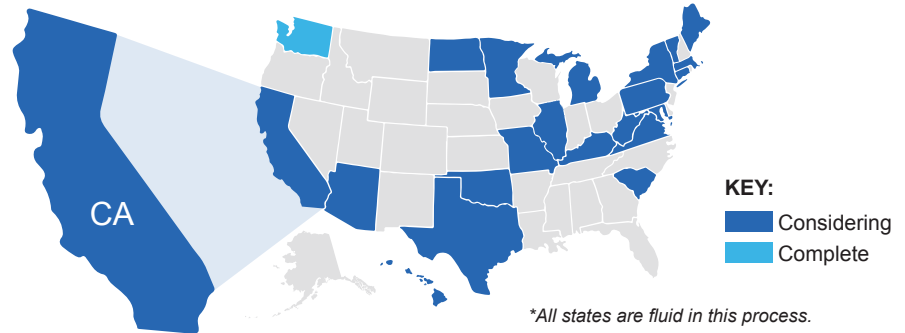 CA
KEY:
Considering
Complete
*All states are fluid in this process.